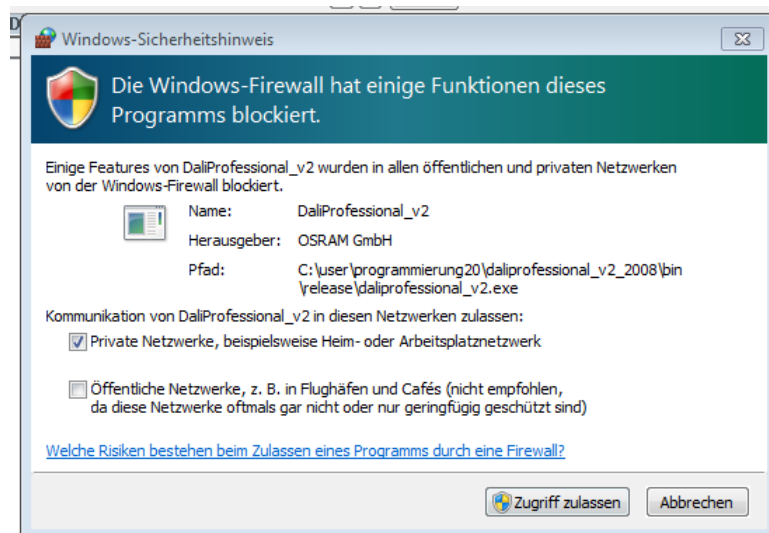 Windows-Sicherheitshinweis
Die Windows-Firewall hat einige Funktionen dieses
Programms blockiert.
Einige Features von DaliProfessional_v2 wurden in allen öffentlichen und privaten Netzwerken
von der Windows-Firewall blockiert.
Name: DaliProfessional_v2
Herausgeber: OSRAM GmbH
Pfad: C:\user\programmierung20\daliprofessional_v2_2008\bin
\release\daliprofessional_v2.exe
Kommunikation von DaliProfessional_v2 in diesen Netzwerken zulassen:
Private Netzwerke, beispielsweise Heim- oder Arbeitsplatznetzwerk
Öffentliche Netzwerke, z. B. in Flughäfen und Cafés (nicht empfohlen,
da diese Netzwerke oftmals gar nicht oder nur geringfügig geschützt sind)
Welche Risiken bestehen beim Zulassen eines Programms durch eine Firewall?
Zugriff zulassen Abbrechen